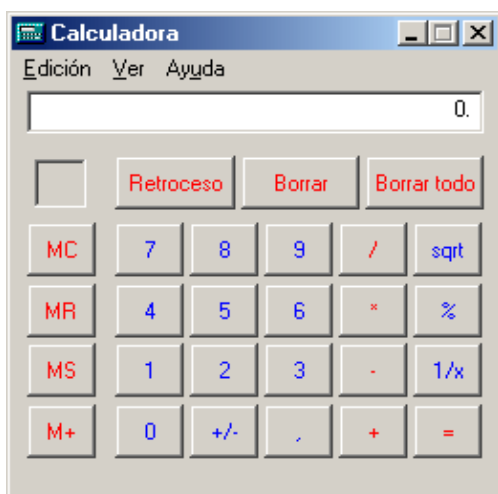 Calculadora
Edición Ver Ayuda
0.
Retroceso Borrar Borrar todo
MC 7 8 9 / sqrt
MR 4 5 6 * %
MS 1 2 3 - 1/x
M+ 0 +/- , + =